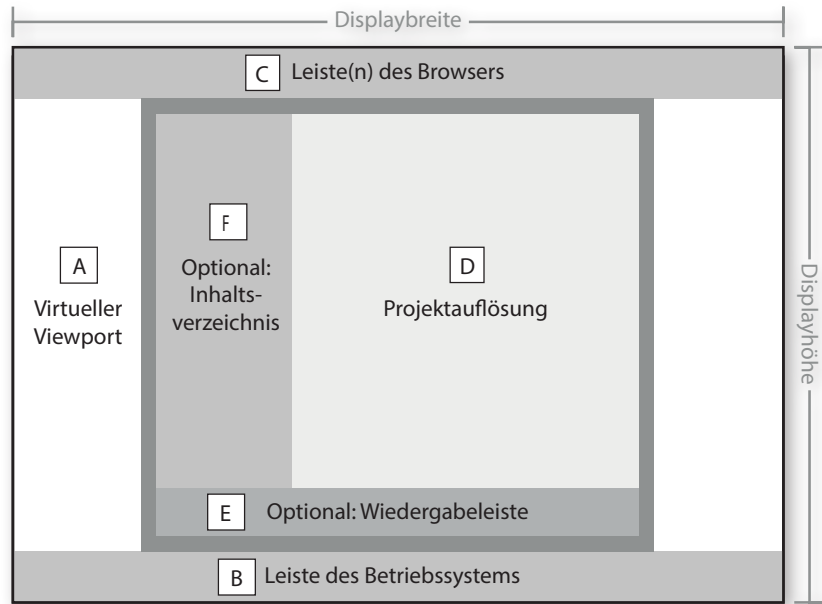 Displaybreite
C Leiste(n) des Browsers
F
Optional:
Inhalts-
verzeichnis
A
Virtueller
Viewport
D
Projektauflösung
Displayhöhe
E Optional: Wiedergabeleiste
B Leiste des Betriebssystems